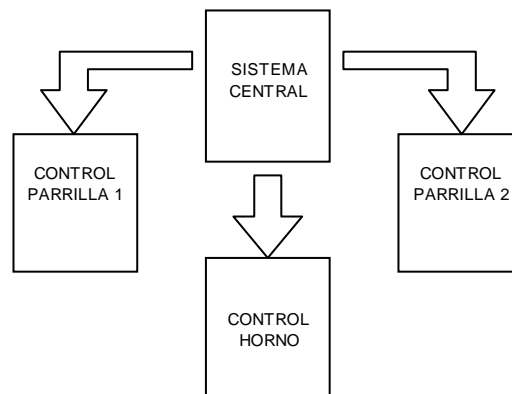 SISTEMA
CENTRAL
CONTROL
PARRILLA 1
CONTROL
PARRILLA 2
CONTROL
HORNO